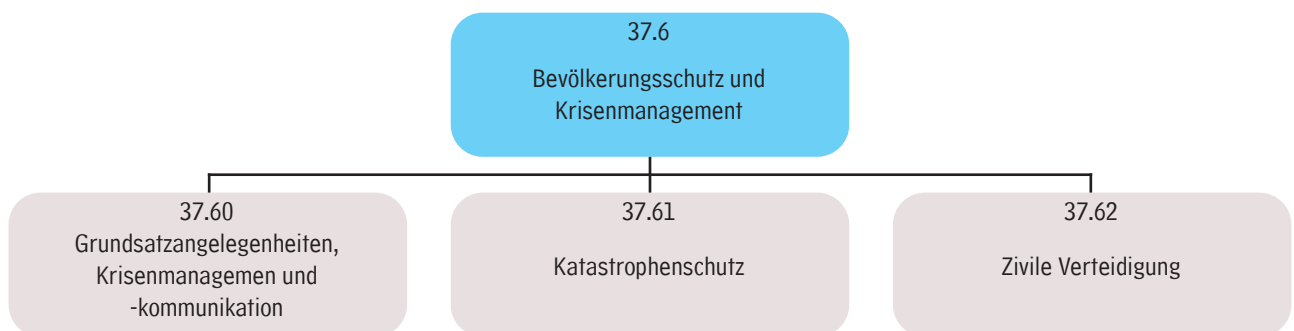 37.6
Bevölkerungsschutz und
Krisenmanagement
37.60
Grundsatzangelegenheiten,
Krisenmanagemen und
-kommunikation
37.61
Katastrophenschutz
37.62
Zivile Verteidigung